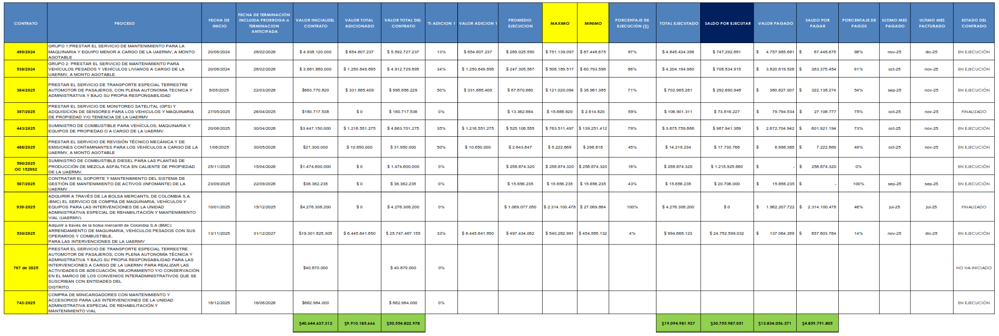 CONTRATO PROCESO FECHA DE INICIO FECHA DE TERMINACIÓN INCLUIDA PRORROGA o TERMINACION ANTICIPADA VALOR INICIALDEL CONTRATO VALOR TOTAL ADICIONADO VALOR TOTAL DEL CONTRATO % ADICION 1 VALOR ADICION 1 PROMEDIO EJECUCION MAXIMO MINIMO PORCENTAJE DE EJECUCIÓN ($) TOTAL EJECUTADO SALDO POR EJECUTAR VALOR PAGADO SALDO POR PAGAR PORCENTAJE DE PAGOS ULTIMO MES PAGADO ULTIMO MES FACTURADO ESTADO DEL CONTRADO
499/2024 GRUPO 1:PRESTAR EL SERVICIO DE MANTENIMIENTO PARA LA MAQUINARIA Y EQUIPO MENOR A CARGO DE LA UAERMV, A MONTO AGOTABLE 20/08/2024 28/02/2026 $ 4.938.120.000 $ 654.607.237 $ 5.592.727.237 13% $ 654.607.237 $ 285.025.550 $ 751.139.097 $ 87.448.675 87% $ 4.845.434.356 $ 747.292.881 $ 4.757.985.681 $ 87.448.675 98% nov-25 dic-25 EN EJECUCIÓN
538/2024 GRUPO 2: PRESTAR EL SERVICIO DE MANTENIMIENTO PARA VEHÍCULOS PESADOS Y VEHÍCULOS LIVIANOS A CARGO DE LA UAERMV, A MONTO AGOTABLE. 20/08/2024 28/02/2026 $ 3.661.880.000 $ 1.250.849.895 $ 4.912.729.895 34% $ 1.250.849.895 $ 247.305.587 $ 506.189.517 $ 60.793.596 86% $ 4.204.194.980 $ 708.534.915 $ 3.820.819.526 $ 383.375.454 91% oct-25 nov-25 EN EJECUCIÓN
384/2025 PRESTAR EL SERVICIO DE TRANSPORTE ESPECIAL TERRESTRE AUTOMOTOR DE PASAJEROS, CON PLENA AUTONOMIA TECNICA Y ADMINISTRATIVA Y BAJO SU PROPIA RESPONSABILIDAD 6/05/2025 22/03/2026 $663.770.820 $ 331.885.409 $ 995.656.229 50% $ 331.885.409 $ 87.870.660 $ 121.020.094 $ 38.961.385 71% $ 702.965.281 $ 292.690.948 $ 380.827.007 $ 322.138.274 54% sep-25 nov-25 EN EJECUCIÓN
397/2025 PRESTAR EL SERVICIO DE MONITOREO SATELITAL (GPS) Y ADQUISICION DE SENSORES PARA LOS VEHICULOS Y MAQUINARIA DE PROPIEDAD Y/O TENENCIA DE LA UAERMV 27/05/2025 26/04/2025 $180.717.538 $ 0 $ 180.717.538 0% $ 13.362.664 $ 15.688.920 $ 2.614.820 59% $ 106.901.311 $ 73.816.227 $ 79.794.534 $ 27.106.777 75% oct-25 nov-25 FINALIZADO
443/2025 SUMINISTRO DE COMBUSTIBLE PARA VEHÍCULOS, MAQUINARIA Y EQUIPOS DE PROPIEDAD O A CARGO DE LA UAERMV. 20/06/2025 30/04/2026 $3.447.150.000 $ 1.216.551.275 $ 4.663.701.275 35% $ 1.216.551.275 $ 525.108.555 $ 763.511.497 $ 139.251.412 79% $ 3.675.759.886 $ 987.941.389 $ 2.672.704.942 $ 601.921.194 73% oct-25 nov-25 EN EJECUCIÓN
486/2025 PRESTAR EL SERVICIO DE REVISIÓN TÉCNICO MECÁNICA Y DE EMISIONES CONTAMINANTES PARA LOS VEHÍCULOS A CARGO DE LA UAERMV, A MONTO AGOTABLE 1/08/2025 30/05/2026 $21.300.000 $ 10.650.000 $ 31.950.000 50% $ 10.650.000 $ 2.843.847 $ 5.222.869 $ 296.618 45% $ 14.219.234 $ 17.730.766 $ 6.996.365 $ 7.222.869 49% oct-25 nov-25 EN EJECUCIÓN
590/2025 OC 152992 SUMINISTRO DE COMBUSTIBLE DIESEL PARA LAS PLANTAS DE PRODUCCIÓN DE MEZCLA ASFÁLTICA EN CALIENTE DE PROPIEDAD DE LA UAERMV. 25/11/2025 15/04/2026 $1.474.600.000 $ 0 $ 1.474.600.000 0% $ 258.674.320 $ 258.674.320 $ 258.674.320 18% $ 258.674.320 $ 1.215.925.680 $ - $ 258.674.320 0% EN EJECUCIÓN
507/2025 CONTRATAR EL SOPORTE Y MANTENIMIENTO DEL SISTEMA DE GESTIÓN DE MANTENIMIENTO DE ACTIVOS (INFOMANTE) DE LA UAERMV. 23/09/2025 22/09/2026 $36.362.235 $ 0 $ 36.362.235 0% $ 15.656.235 $ 15.656.235 $ 15.656.235 43% $ 15.656.235 $ 20.706.000 $ 15.656.235 $ - 100% sep-25 sep-25 EN EJECUCIÓN
939-2025 ADQUIRIR A TRAVÉS DE LA BOLSA MERCANTIL DE COLOMBIA S.A. (BMC) EL SERVICIO DE COMPRA DE MAQUINARIA, VEHÍCULOS Y EQUIPOS PARA LAS INTERVENCIONES DE LA UNIDAD ADMINISTRATIVA ESPECIAL DE REHABILITACIÓN Y MANTENIMIENTO VIAL (UAERMV). 10/01/2025 15/12/2025 $4.276.308.200 $ 0 $ 4.276.308.200 0% $ 1.069.077.050 $ 2.314.100.478 $ 27.069.864 100% $ 4.276.308.200 $ 0 $ 1.962.207.722 $ 2.314.100.478 46% jul-25 jul-25 FINALIZADO
530/2025 Adquirir a través de la bolsa mercantil de Colombia S.A (BMC): ARRENDAMIENTO DE MAQUINARIA, VEHÍCULOS PESADOS CON SUS OPERARIOS Y COMBUSTIBLE, PARA LAS INTERVENCIONES DE LA UAERMV 13/11/2025 31/12/2027 $19.301.825.305 $ 6.445.641.850 $ 25.747.467.155 33% $ 6.445.641.850 $ 497.434.062 $ 540.282.991 $ 454.585.132 4% $ 994.868.123 $ 24.752.599.032 $ 137.064.359 $ 857.803.764 14% nov-25 dic-25 EN EJECUCIÓN
767 de 2025 PRESTAR EL SERVICIO DE TRANSPORTE ESPECIAL TERRESTRE AUTOMOTOR DE PASAJEROS, CON PLENA AUTONOMÍA TÉCNICA Y ADMINISTRATIVA Y BAJO SU PROPIA RESPONSABILIDAD PARA LAS INTERVENCIONES A CARGO DE LA UAERMV PARA REALIZAR LAS ACTIVIDADES DE ADECUACIÓN, MEJORAMIENTO Y/O CONSERVACIÓN EN EL MARCO DE LOS CONVENIOS INTERADMINISTRATIVOS QUE SE SUSCRIBAN CON ENTIDADES DEL DISTRITO. $40.870.000 $ 40.870.000 0% NO HA INICIADO
743-2025 COMPRA DE MINICARGADORES CON MANTENIMIENTO Y ACCESORIOS PARA LAS INTERVENCIONES DE LA UNIDAD ADMINISTRATIVA ESPECIAL DE REHABILITACIÓN Y MANTENIMIENTO VIAL 18/12/2025 16/06/2026 $662.984.000 $ 662.984.000 0% EN EJECUCIÓN
$40.644.637.312 $9.910.185.666 $50.554.822.978 $19.094.981.927 $30.755.987.051 $13.834.056.371 $4.859.791.805